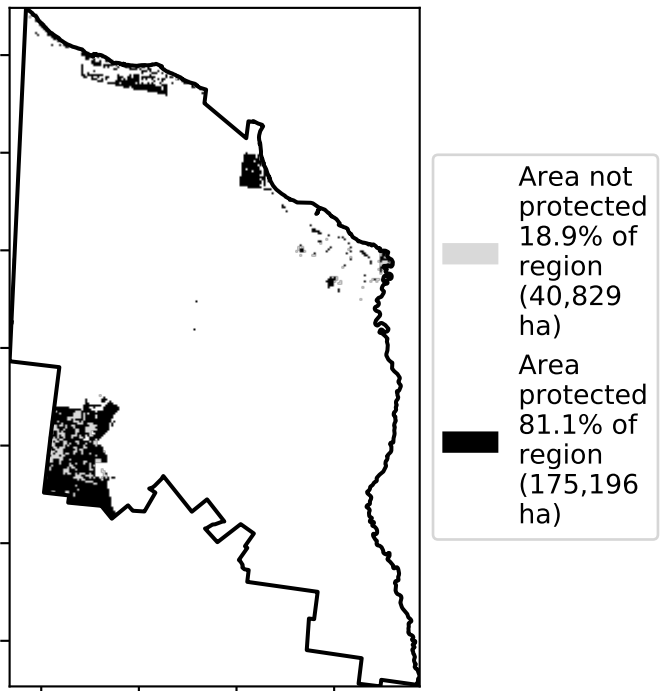 Area not
protected
18.9% of
region
(40,829
ha)
Area
protected
81.1% of
region
(175,196
ha)